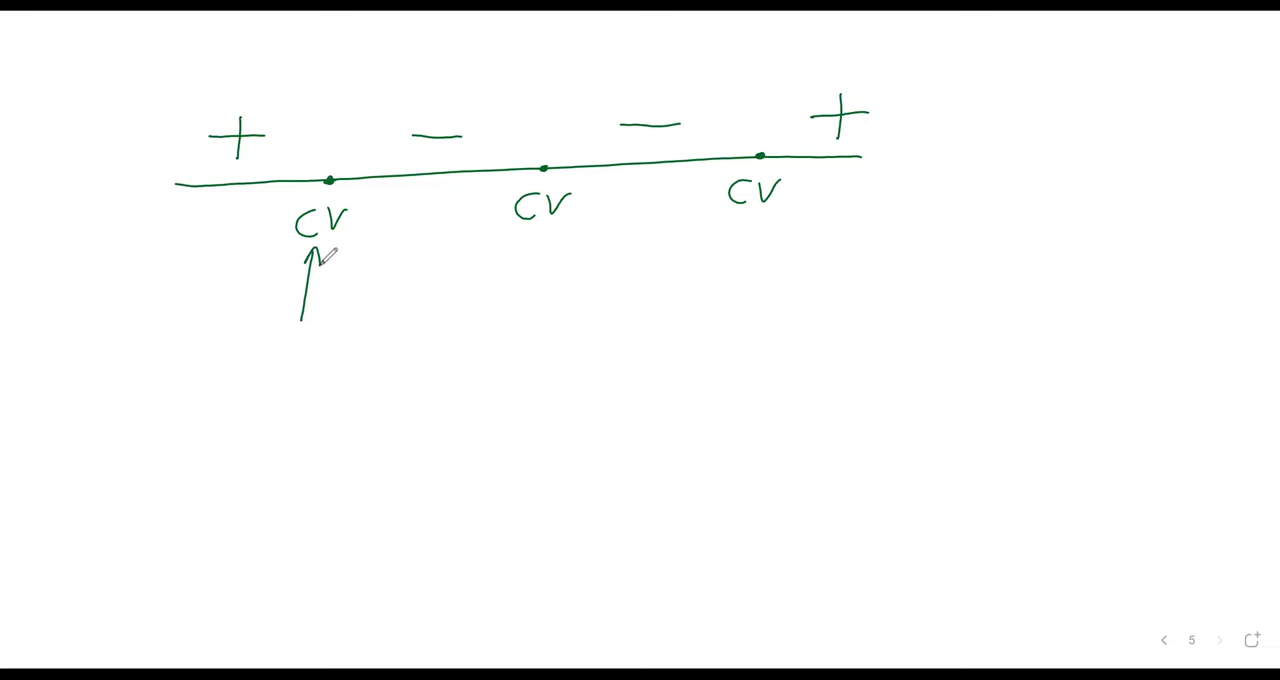 + − − +
CV CV CV
5